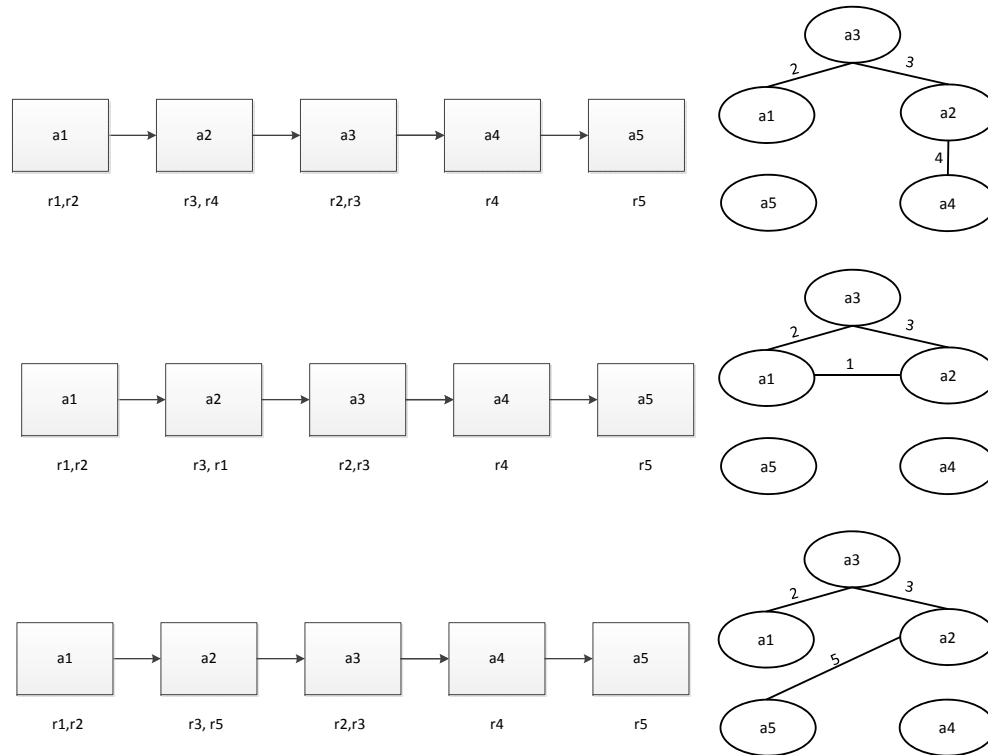 a3
2 3
a1 a2 a3 a4 a5
a1 a2
4
r1,r2 r3, r4 r2,r3 r4 r5
a5 a4
a3
2 3
1
a1 a2
a1 a2 a3 a4 a5
r1,r2 r3, r1 r2,r3 r4 r5
a5 a4
a3
2 3
a1 a2
a1 a2 a3 a4 a5
5
r1,r2 r3, r5 r2,r3 r4 r5
a5 a4